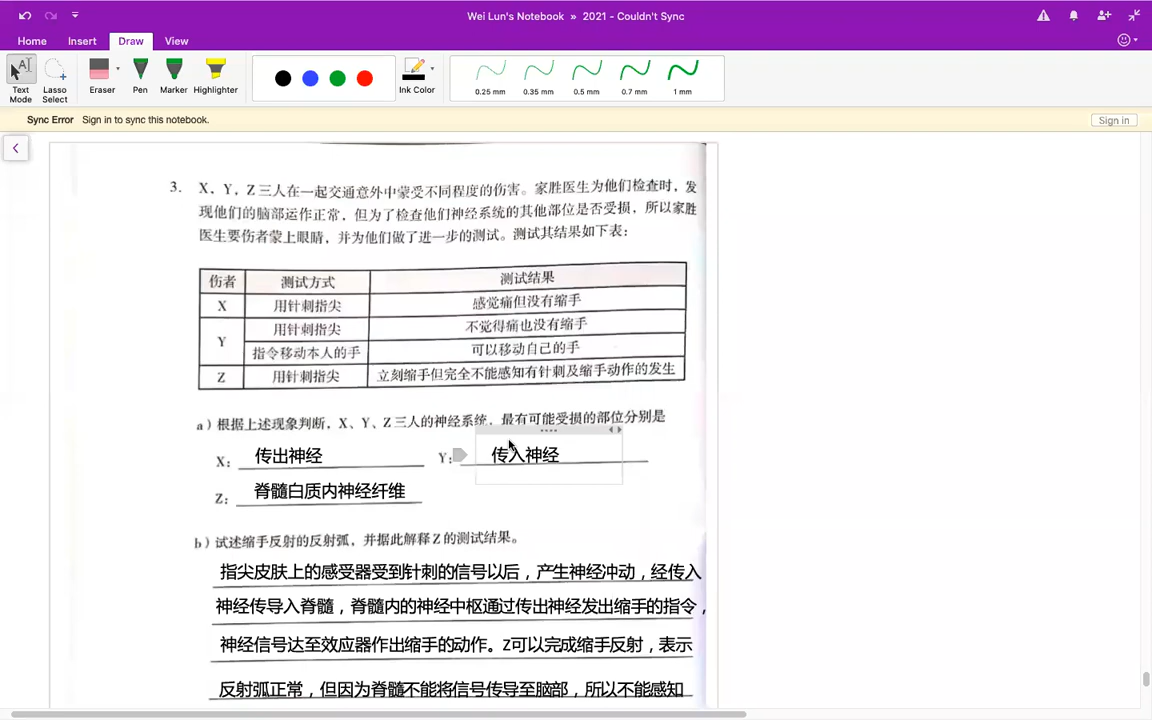 Wei Lun's Notebook » 2021 - Couldn't Sync
Home Insert Draw View
Text Mode
Lasso Select
Eraser
Pen
Marker
Highlighter
Ink Color
0.25 mm
0.35 mm
0.5 mm
0.7 mm
1 mm
Sync Error Sign in to sync this notebook.
Sign in
3. X、Y、Z三人在一起交通意外中蒙受不同程度的伤害。家胜医生为他们检查时，发
现他们的脑部运作正常，但为了检查他们神经系统的其他部位是否受损，所以家胜
医生要伤者蒙上眼睛，并为他们做了进一步的测试。测试其结果如下表：
伤者 测试方式 测试结果
X 用针刺指尖 感觉痛但没有缩手
Y 用针刺指尖 不觉得痛也没有缩手
指令移动本人的手 可以移动自己的手
Z 用针刺指尖 立刻缩手但完全不能感知有针刺及缩手动作的发生
a）根据上述现象判断，X、Y、Z三人的神经系统，最有可能受损的部位分别是
X： 传出神经 Y： 传入神经
Z： 脊髓白质内神经纤维
b）试述缩手反射的反射弧，并据此解释Z的测试结果。
指尖皮肤上的感受器受到针刺的信号以后，产生神经冲动，经传入
神经传导入脊髓，脊髓内的神经中枢通过传出神经发出缩手的指令，
神经信号达至效应器作出缩手的动作。Z可以完成缩手反射，表示
反射弧正常，但因为脊髓不能将信号传导至脑部，所以不能感知